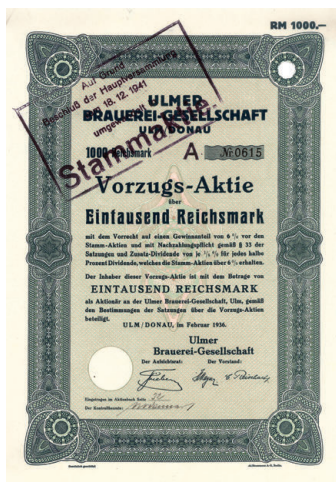 RM 1000.—
Auf Grund
Beschluß der Hauptversammlung
18. 12. 1941
umgewandelt
Stammaktie
ULMER
BRAUEREI-GESELLSCHAFT
ULM/DONAU
1000 Reichsmark A № 0615
Vorzugs-Aktie
über
Eintausend Reichsmark
mit dem Vorrecht auf einen Gewinnanteil von 6% vor den
Stamm-Aktien und mit Nachzahlungspflicht gemäß § 33 der
Satzungen und Zusatz-Dividende von je ¼% für jedes halbe
Prozent Dividende, welches die Stamm-Aktien über 6% erhalten.
Der Inhaber dieser Vorzugs-Aktie ist mit dem Betrage von
EINTAUSEND REICHSMARK
als Aktionär an der Ulmer Brauerei-Gesellschaft, Ulm, gemäß
den Bestimmungen der Satzungen über die Vorzugs-Aktie
beteiligt.
ULM/DONAU, im Februar 1936.
Ulmer
Brauerei-Gesellschaft
Der Aufsichtsrat: Der Vorstand:
Eingetragen im Aktienbuch Seite
Der Kontrollbeamte: